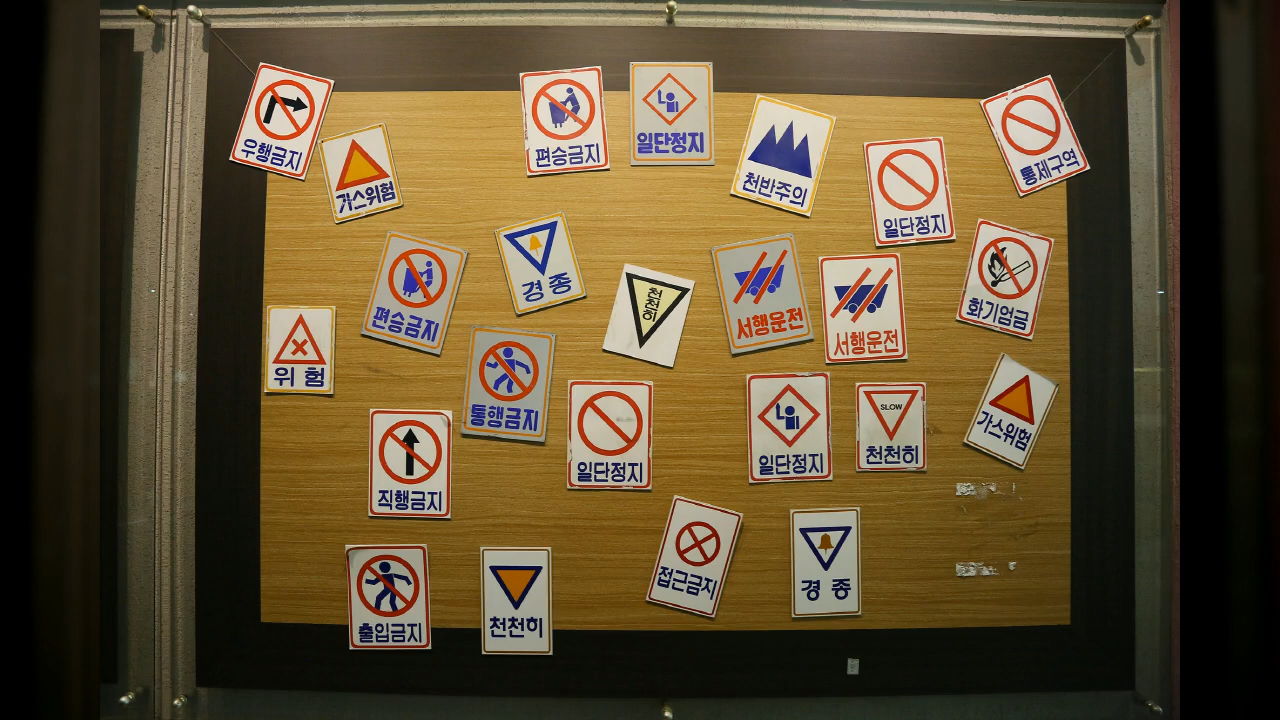 우행금지
가스위험
편승금지
일단정지
천반주의
일단정지
통제구역
편승금지
경종
천천히
서행운전
서행운전
화기엄금
위험
통행금지
직행금지
일단정지
일단정지
SLOW
천천히
가스위험
출입금지
천천히
접근금지
경종